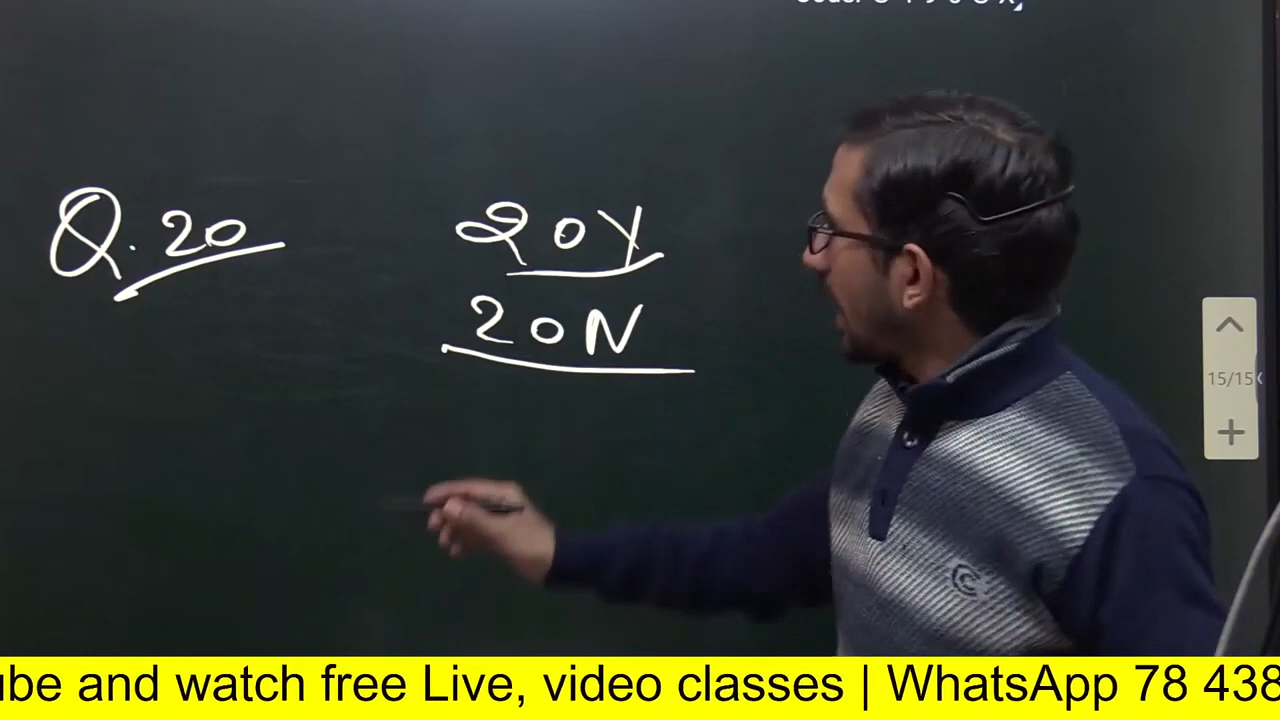 Q.20
20Y
20N
15/15
ube and watch free Live, video classes | WhatsApp 78 438